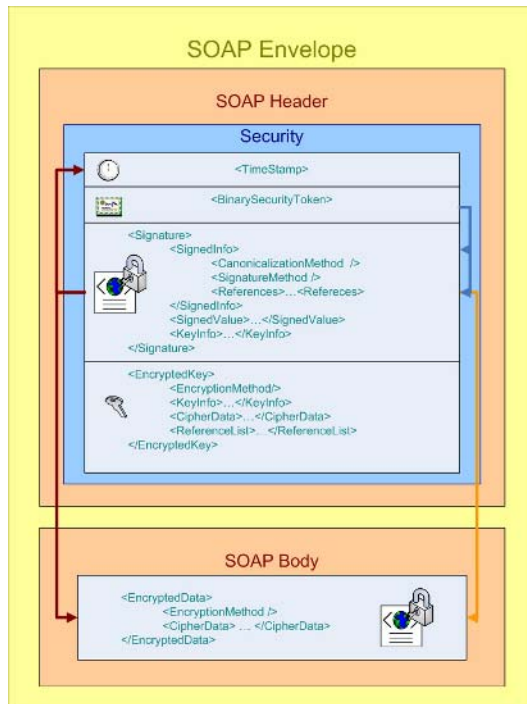 SOAP Envelope
SOAP Header
Security
<TimeStamp>
<BinarySecurityToken>
<Signature>
<SignedInfo>
<CanonicalizationMethod />
<SignatureMethod />
<References>...<Refereces>
</SignedInfo>
<SignedValue>...</SignedValue>
<KeyInfo>...</KeyInfo>
</Signature>
<EncryptedKey>
<EncryptionMethod/>
<KeyInfo>...</KeyInfo>
<CipherData>...</CipherData>
<ReferenceList>...</ReferenceList>
</EncryptedKey>
SOAP Body
<EncryptedData>
<EncryptionMethod />
<CipherData> ... </CipherData>
</EncryptedData>